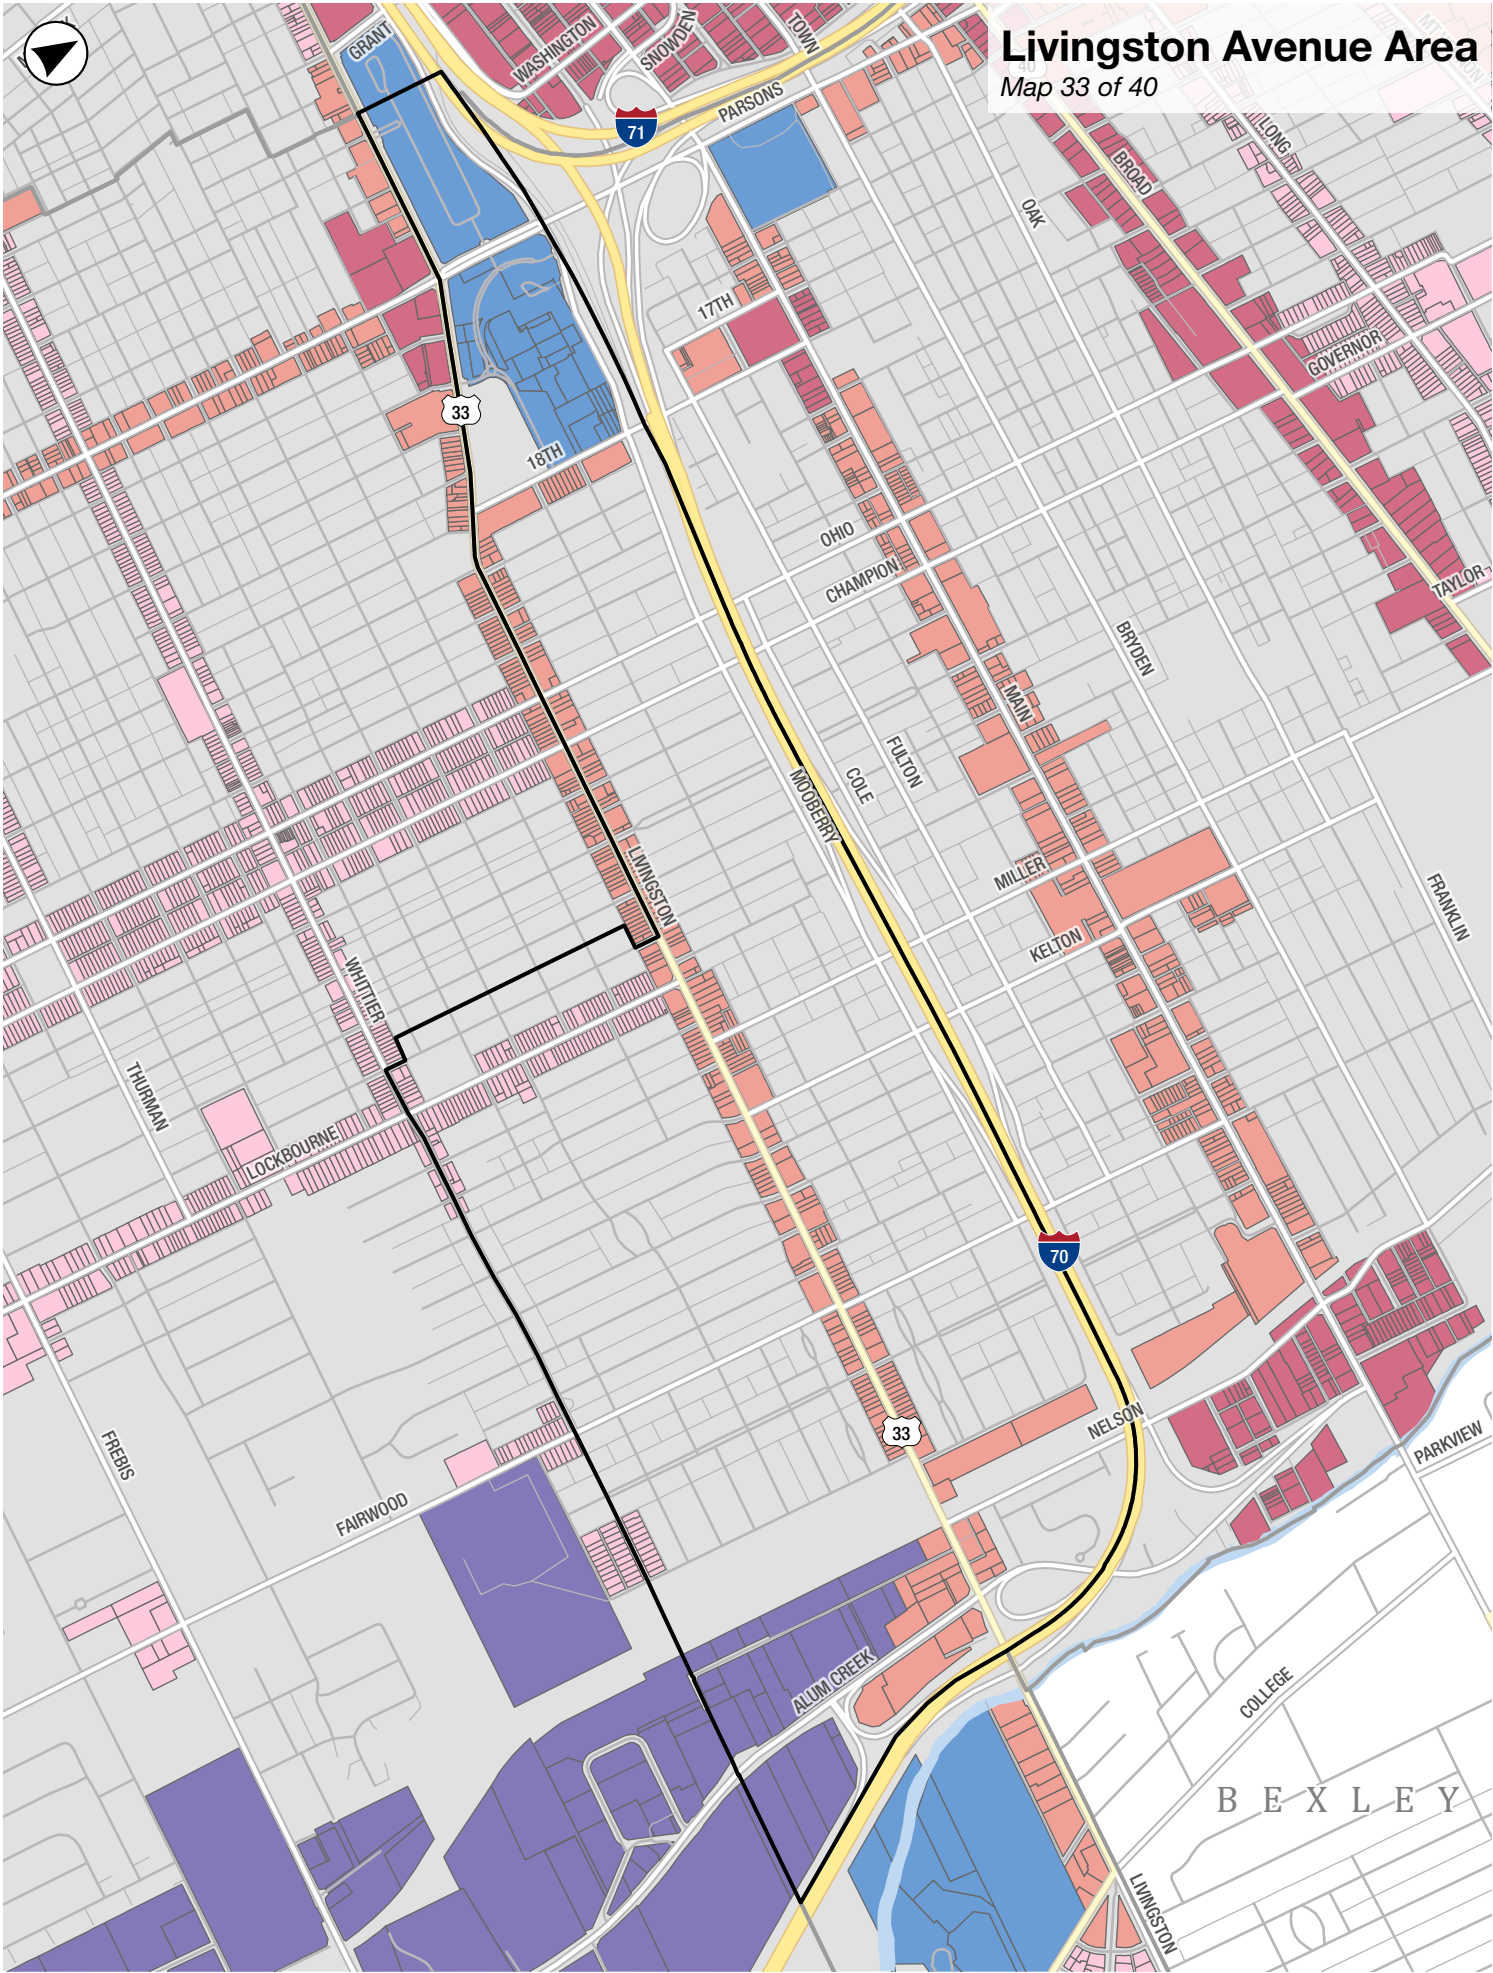 Livingston Avenue Area
Map 33 of 40
GRANT
WASHINGTON
SNOWDEN
TOWN
71
PARSONS
LONG
BROAD
OAK
17TH
GOVERNOR
33
18TH
OHIO
CHAMPION
TAYLOR
BRYDEN
MAIN
FULTON
COLE
MOOBERRY
LIVINGSTON
MILLER
FRANKLIN
KELTON
WHITTIER
THURMAN
LOCKBOURNE
70
NELSON
33
FREBIS
PARKVIEW
FAIRWOOD
ALUM CREEK
COLLEGE
BEXLEY
LIVINGSTON